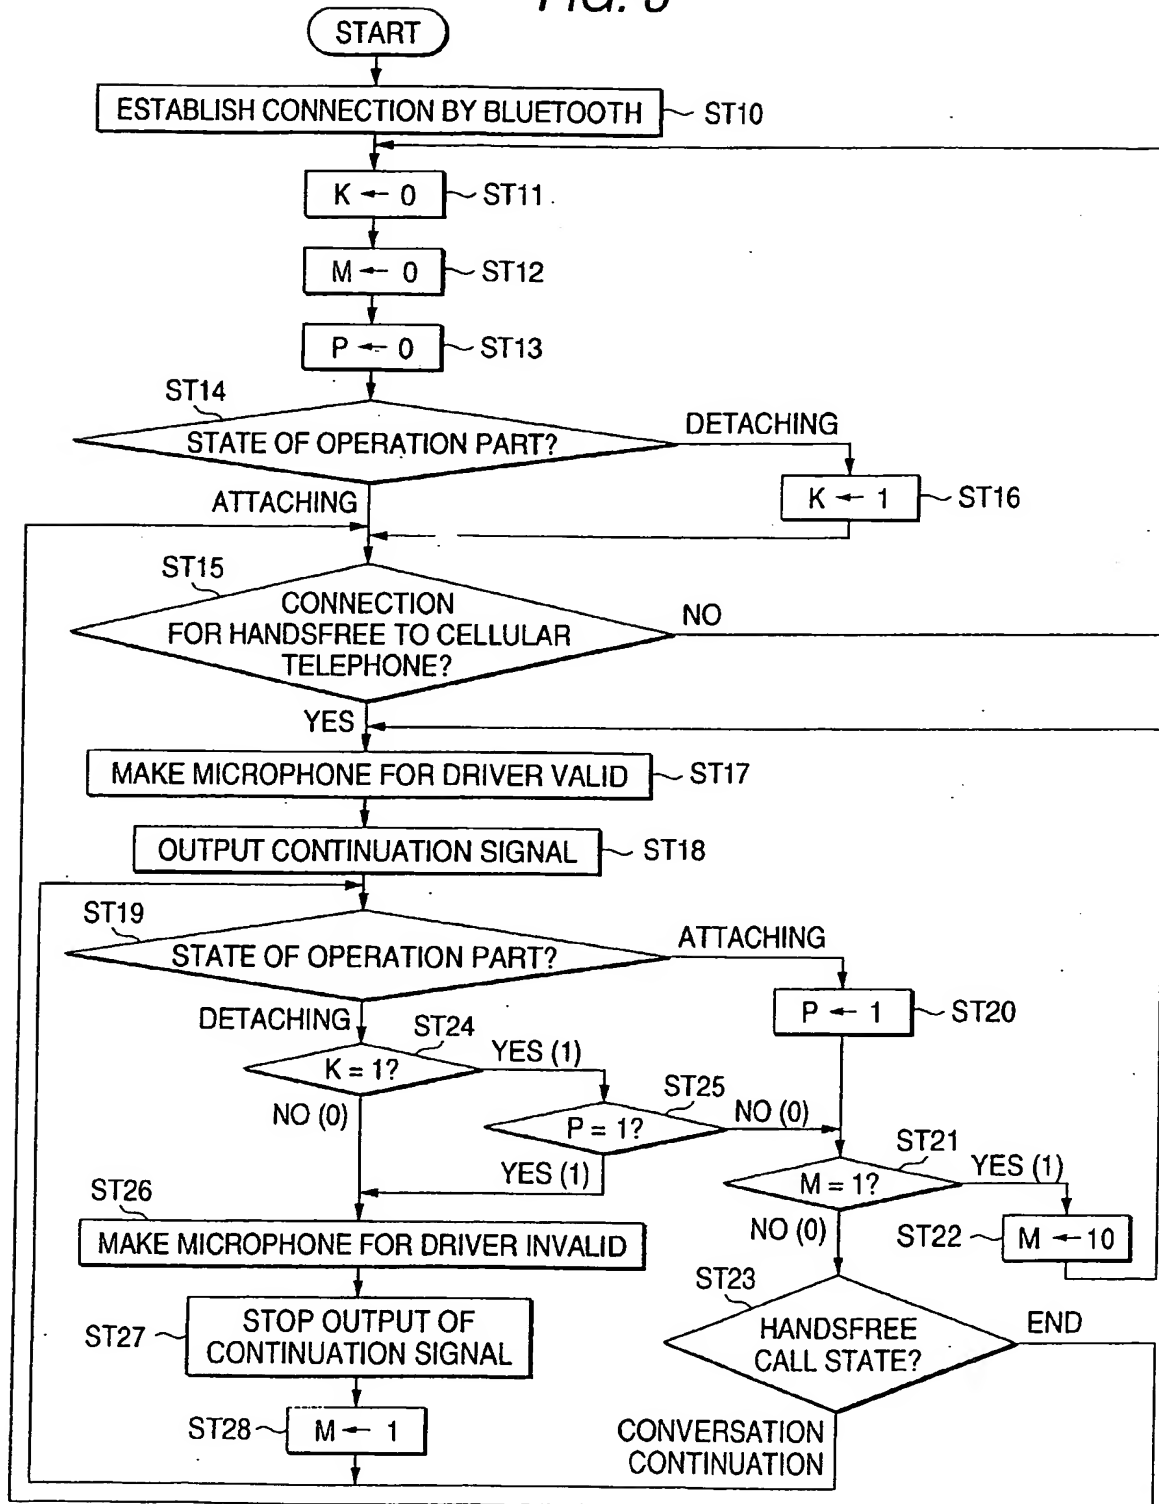 START
ESTABLISH CONNECTION BY BLUETOOTH
ST10
K ← 0
ST11
M ← 0
ST12
P ← 0
ST13
ST14
STATE OF OPERATION PART?
DETACHING
ATTACHING
K ← 1
ST16
ST15
CONNECTION
FOR HANDSFREE TO CELLULAR
TELEPHONE?
NO
YES
MAKE MICROPHONE FOR DRIVER VALID
ST17
OUTPUT CONTINUATION SIGNAL
ST18
ST19
STATE OF OPERATION PART?
ATTACHING
DETACHING
P ← 1
ST20
ST24
K = 1?
YES (1)
NO (0)
ST25
P = 1?
NO (0)
YES (1)
ST21
M = 1?
YES (1)
NO (0)
ST22
M ← 10
ST26
MAKE MICROPHONE FOR DRIVER INVALID
ST23
HANDSFREE
CALL STATE?
END
ST27
STOP OUTPUT OF
CONTINUATION SIGNAL
ST28
M ← 1
CONVERSATION
CONTINUATION